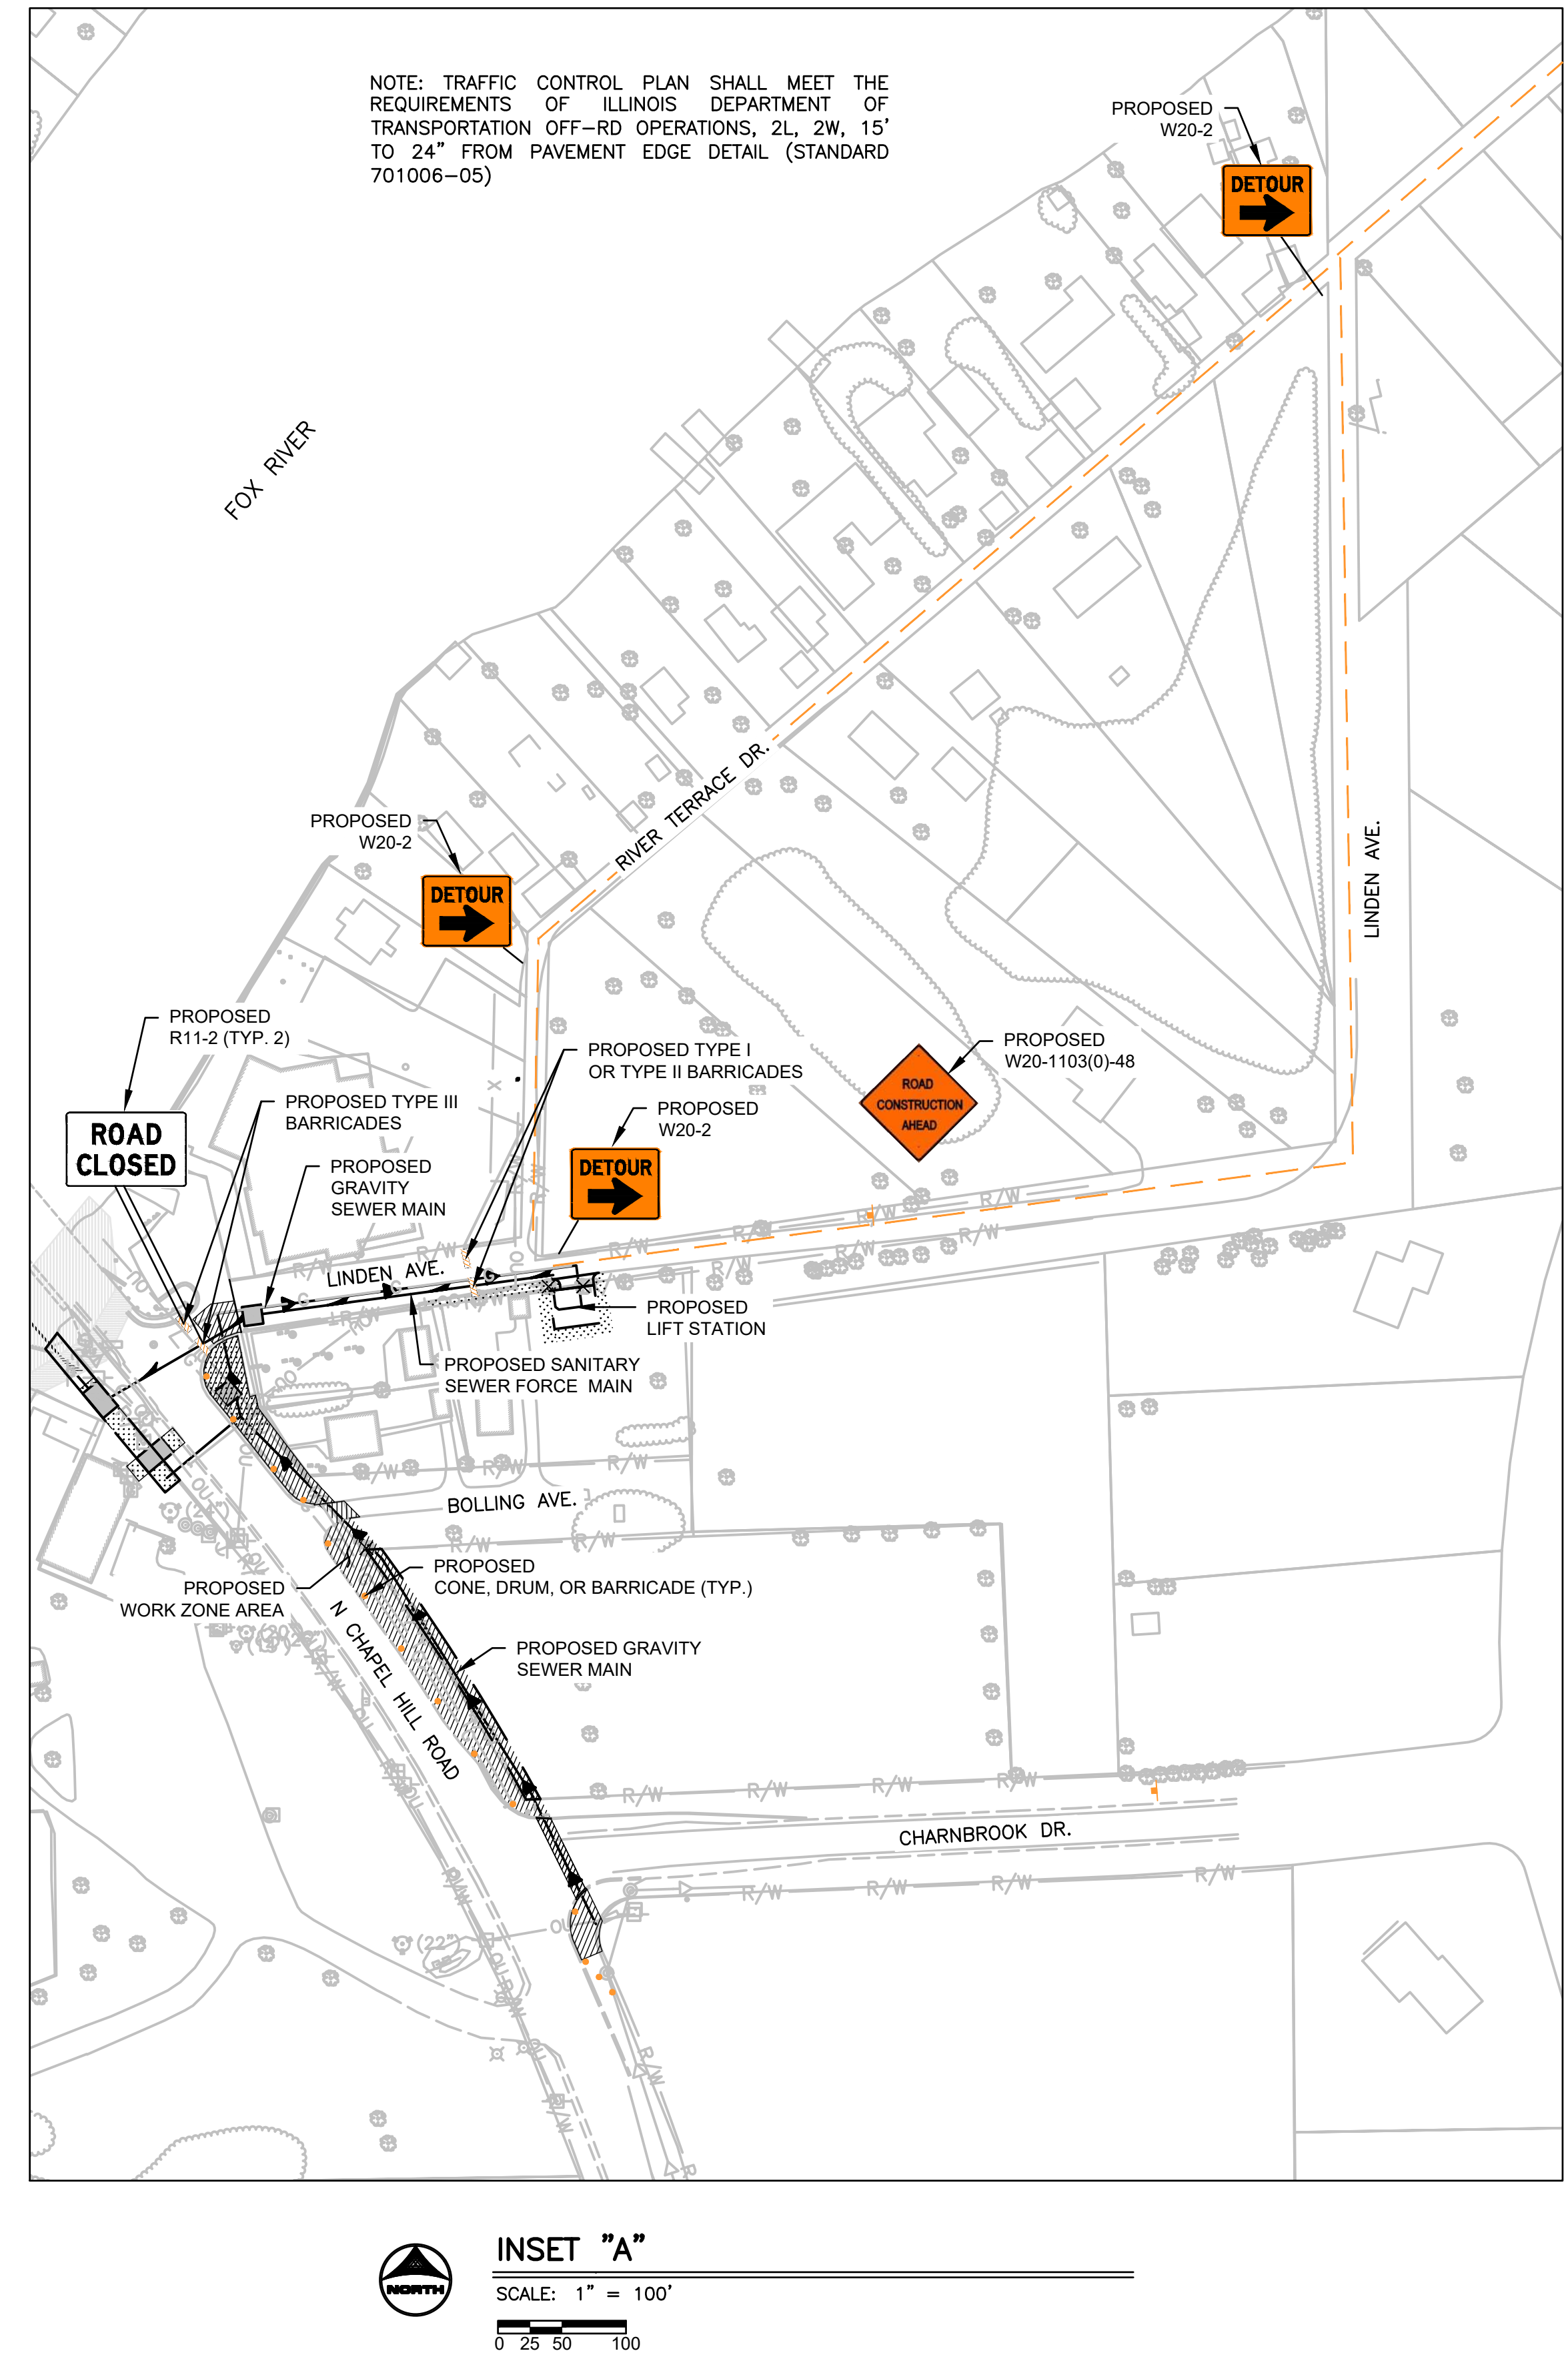 NOTE: TRAFFIC CONTROL PLAN SHALL MEET THE
REQUIREMENTS OF ILLINOIS DEPARTMENT OF
TRANSPORTATION OFF-RD OPERATIONS, 2L, 2W, 15'
TO 24" FROM PAVEMENT EDGE DETAIL (STANDARD
701006-05)
PROPOSED
W20-2
DETOUR
FOX RIVER
RIVER TERRACE DR.
LINDEN AVE.
PROPOSED
W20-2
DETOUR
PROPOSED
R11-2 (TYP. 2)
ROAD
CLOSED
PROPOSED TYPE III
BARRICADES
PROPOSED
GRAVITY
SEWER MAIN
PROPOSED TYPE I
OR TYPE II BARRICADES
PROPOSED
W20-2
DETOUR
PROPOSED
W20-1103(0)-48
ROAD
CONSTRUCTION
AHEAD
LINDEN AVE.
R/W
R/W
R/W
R/W
R/W
R/W
R/W
R/W
R/W
PROPOSED
LIFT STATION
PROPOSED SANITARY
SEWER FORCE MAIN
R/W
R/W
R/W
BOLLING AVE.
R/W
R/W
(24")
PROPOSED
CONE, DRUM, OR BARRICADE (TYP.)
PROPOSED
WORK ZONE AREA
PROPOSED GRAVITY
SEWER MAIN
N CHAPEL HILL ROAD
R/W
R/W
R/W
R/W
CHARNBROOK DR.
R/W
R/W
R/W
R/W
OU
(22")
R/W
R/W
NORTH
INSET "A"
SCALE: 1" = 100'
0 25 50 100